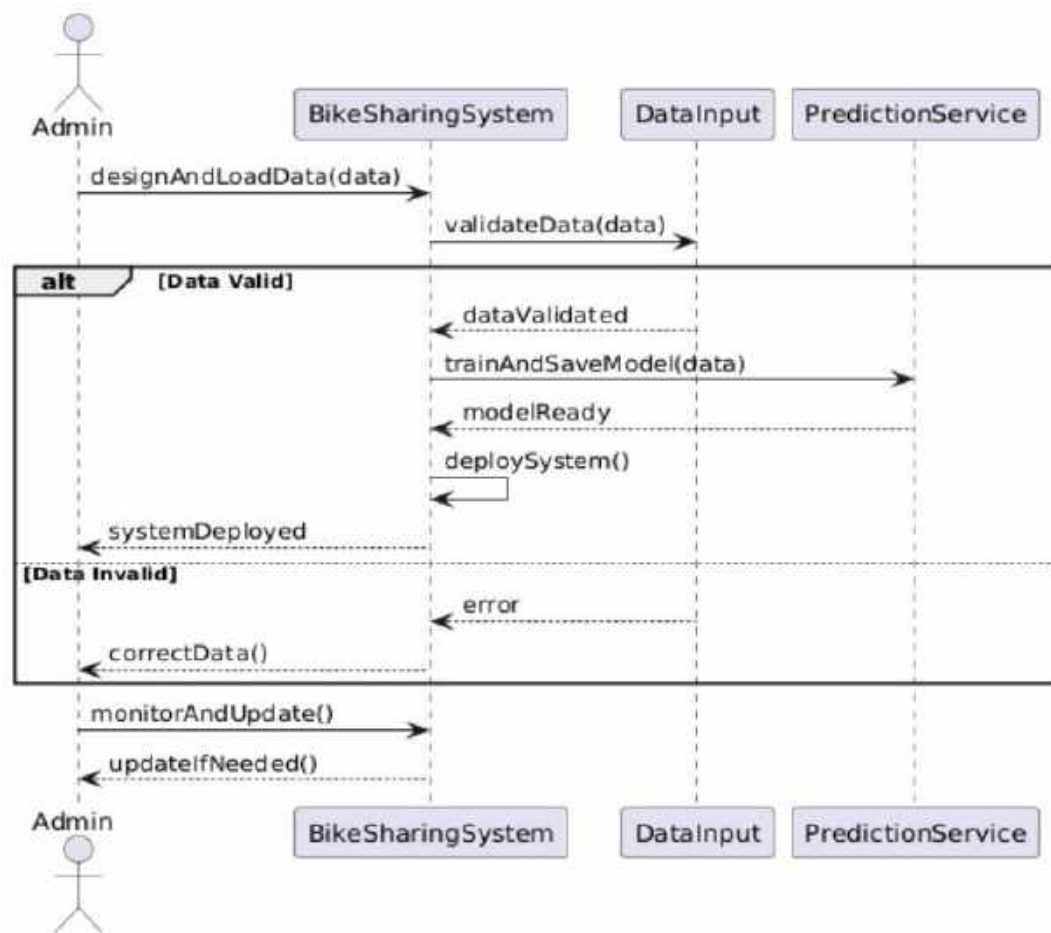 Admin
BikeSharingSystem
DataInput
PredictionService
designAndLoadData(data)
validateData(data)
alt
[Data Valid]
dataValidated
trainAndSaveModel(data)
modelReady
deploySystem()
systemDeployed
[Data Invalid]
error
correctData()
monitorAndUpdate()
updateIfNeeded()
Admin
BikeSharingSystem
DataInput
PredictionService